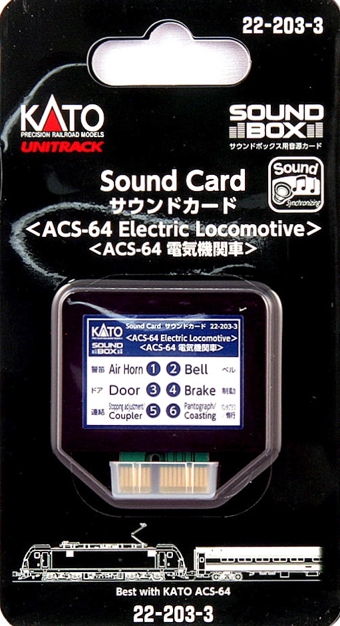 22-203-3
KATO
PRECISION RAILROAD MODELS
UNITRACK
SOUND
BOX
サウンドボックス用音源カード
Sound
Synchronizing
Sound Card
サウンドカード
<ACS-64 Electric Locomotive>
<ACS-64 電気機関車>
KATO
Sound Card サウンドカード 22-203-3
SOUND
BOX
<ACS-64 Electric Locomotive>
<ACS-64 電気機関車>
警笛 Air Horn 1 2 Bell ベル
ドア Door 3 4 Brake 制動
連結 Stopping adjustment/ Coupler 5 6 Pantograph/ Coasting
Best with KATO ACS-64
22-203-3